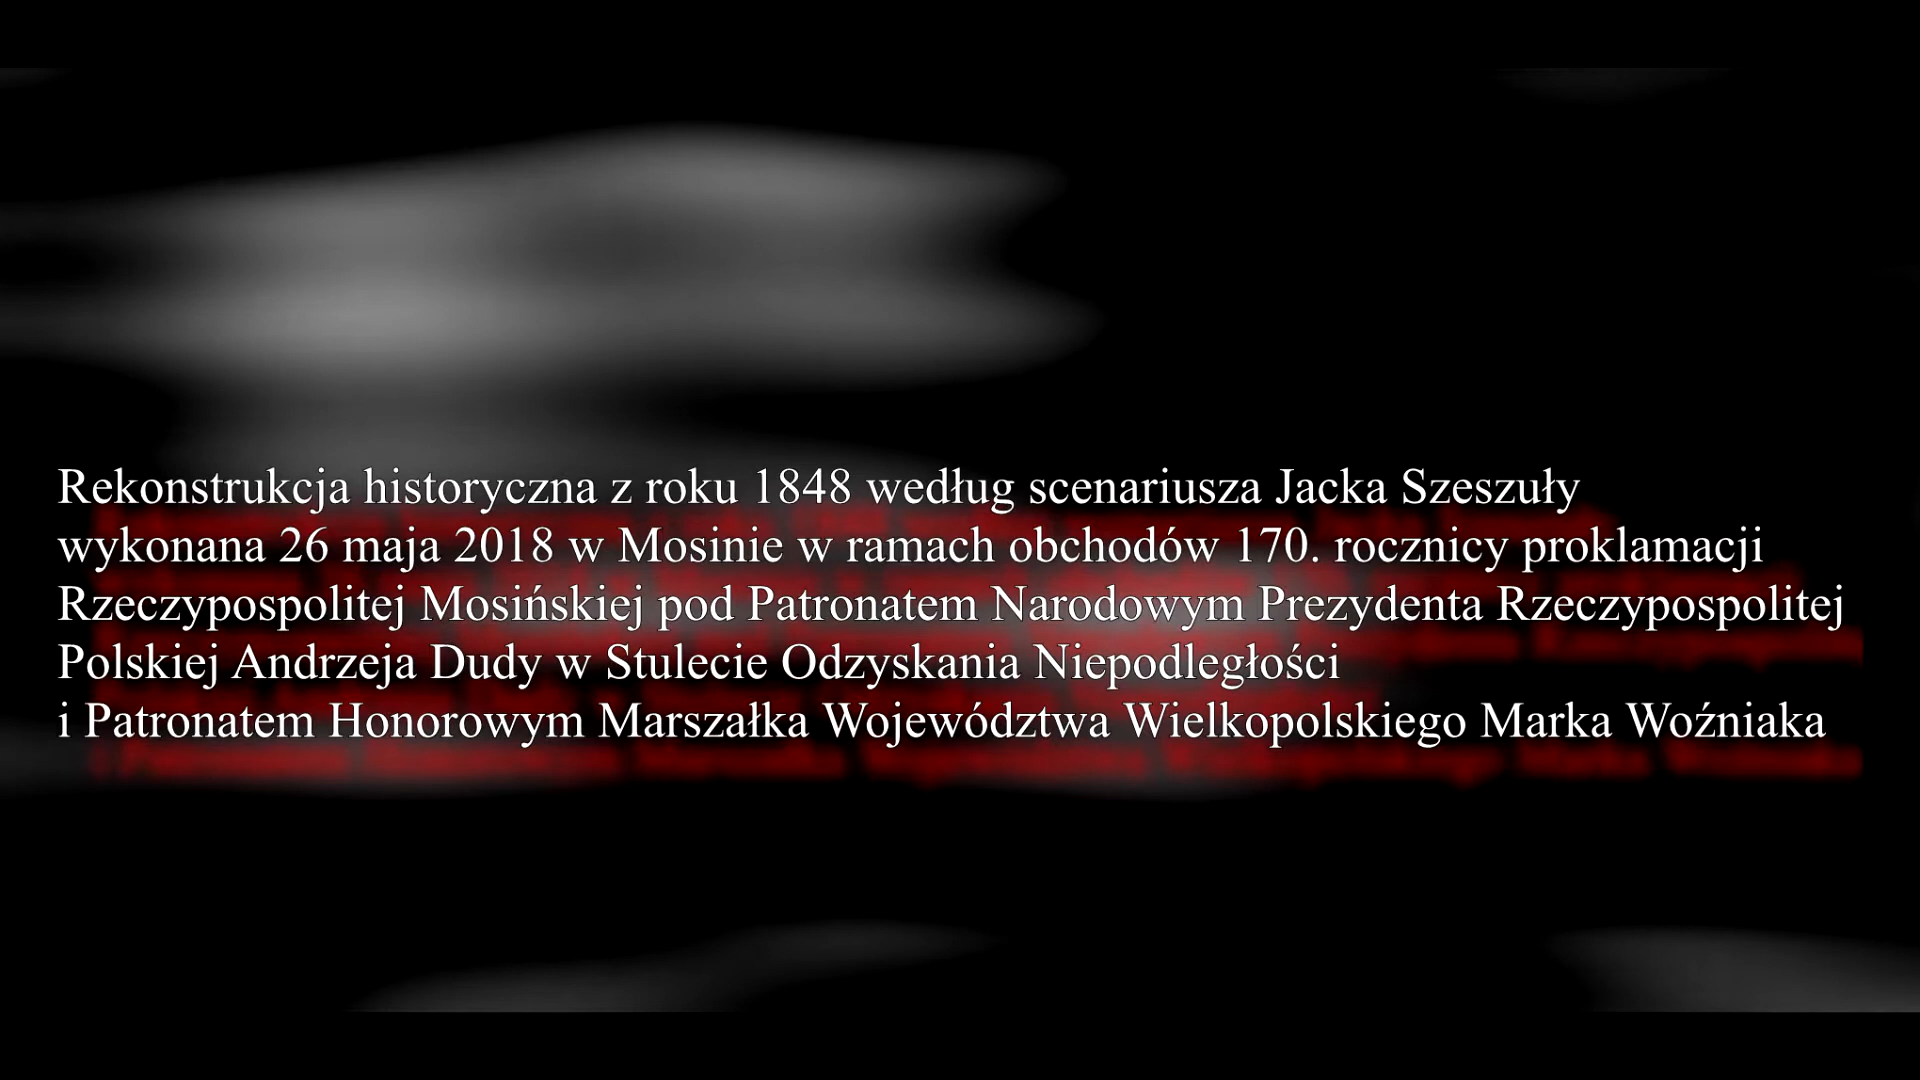 Rekonstrukcja historyczna z roku 1848 według scenariusza Jacka Szeszuły
wykonana 26 maja 2018 w Mosinie w ramach obchodów 170. rocznicy proklamacji
Rzeczypospolitej Mosińskiej pod Patronatem Narodowym Prezydenta Rzeczypospolitej
Polskiej Andrzeja Dudy w Stulecie Odzyskania Niepodległości
i Patronatem Honorowym Marszałka Województwa Wielkopolskiego Marka Woźniaka